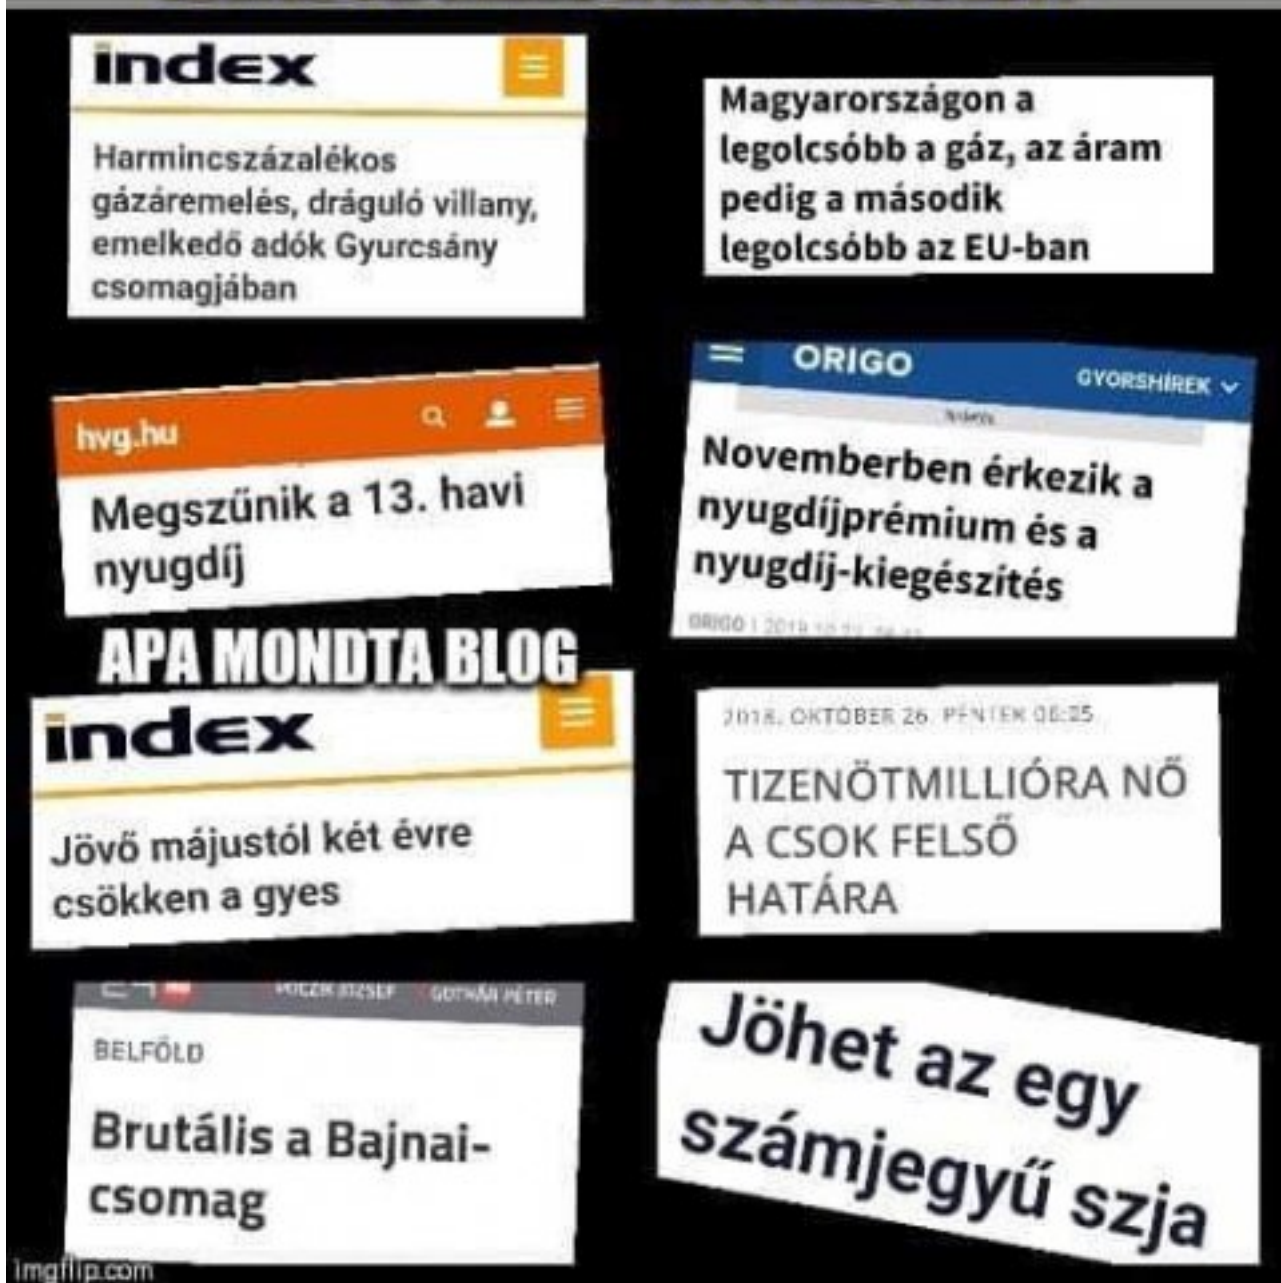 index
Harmincszázalékos
gázáremelés, dráguló villany,
emelkedő adók Gyurcsány
csomagjában
Magyarországon a
legolcsóbb a gáz, az áram
pedig a második
legolcsóbb az EU-ban
hvg.hu
Megszűnik a 13. havi
nyugdíj
ORIGO
GYORSHÍREK
Novemberben érkezik a
nyugdíjprémium és a
nyugdíj-kiegészítés
ORIGO
APA MONDTA BLOG
index
Jövő májustól két évre
csökken a gyes
2018. OKTÓBER 26. PÉNTEK 06:25
TIZENÖTMILLIÓRA NŐ
A CSOK FELSŐ
HATÁRA
GOTHÁR PÉTER
BELFÖLD
Brutális a Bajnai-
csomag
Jöhet az egy
számjegyű szja
imgflip.com